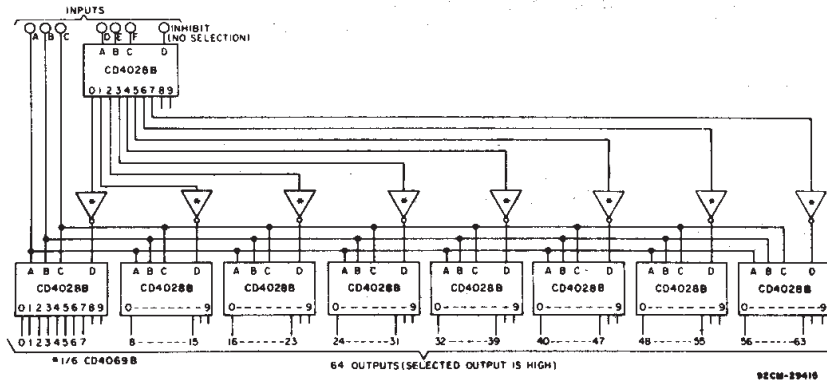 INPUTS
A B C D E F INHIBIT
(NO SELECTION)
A B C D
CD4028B
0 1 2 3 4 5 6 7 8 9
* * * * * * * *
A B C D A B C D A B C D A B C D A B C D A B C D A B C D A B C D
CD4028B CD4028B CD4028B CD4028B CD4028B CD4028B CD4028B CD4028B
0 1 2 3 4 5 6 7 8 9 0---------9 0---------9 0---------9 0---------9 0---------9 0---------9 0---------9
0 1 2 3 4 5 6 7 8-------15 16-------23 24-------31 32-------39 40-------47 48-------55 56-------63
*1/6 CD4069B
64 OUTPUTS (SELECTED OUTPUT IS HIGH)
92CM-29416